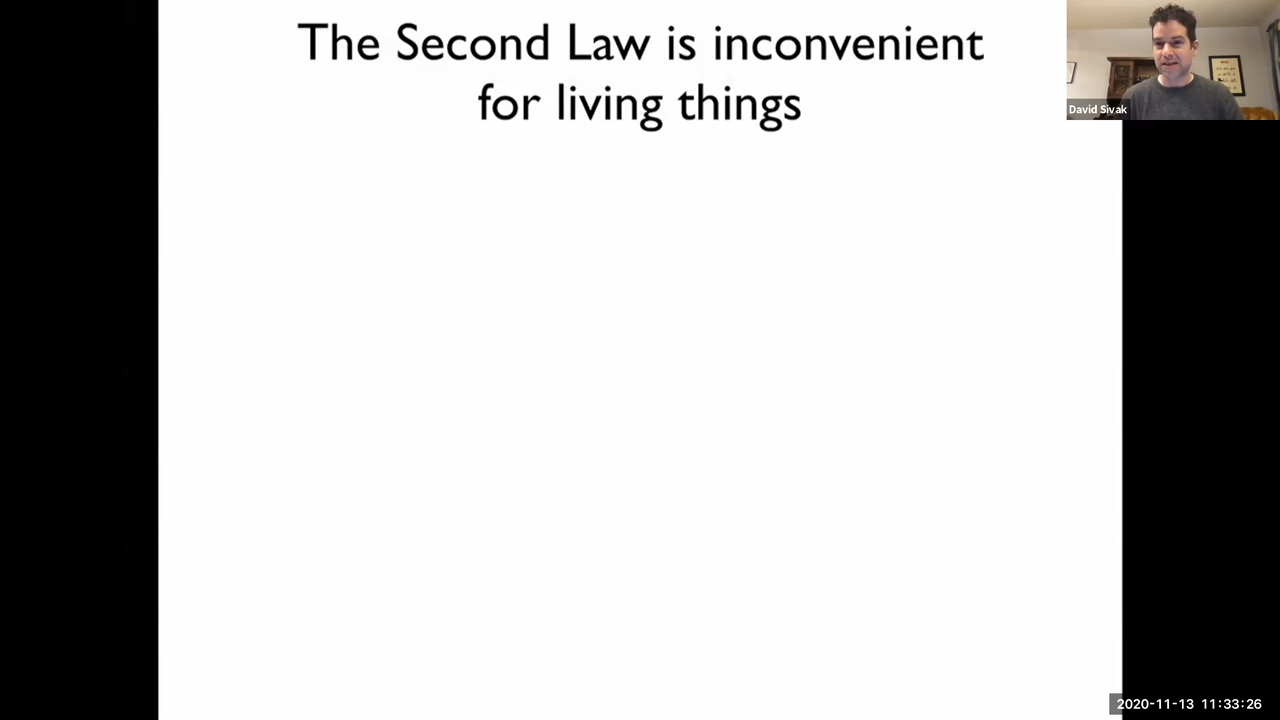 The Second Law is inconvenient
for living things
David Sivak
2020-11-13 11:33:26